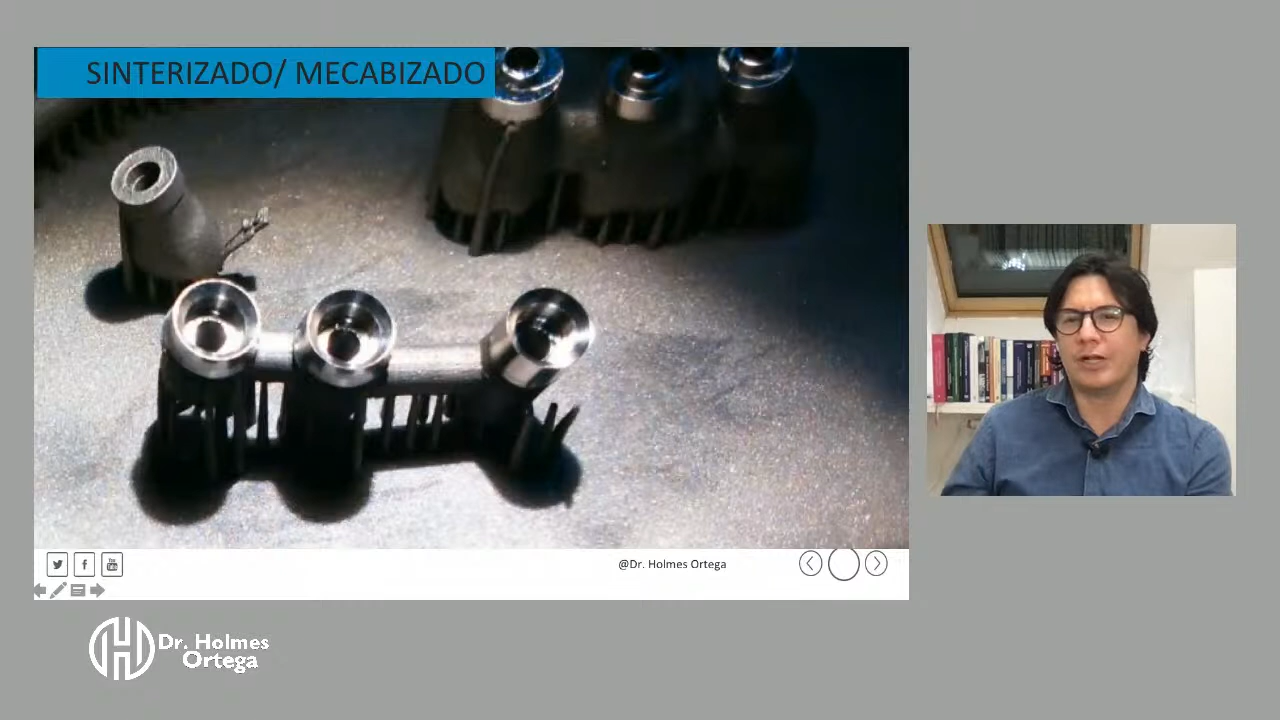 SINTERIZADO/ MECABIZADO
@Dr. Holmes Ortega
Dr. Holmes
Ortega